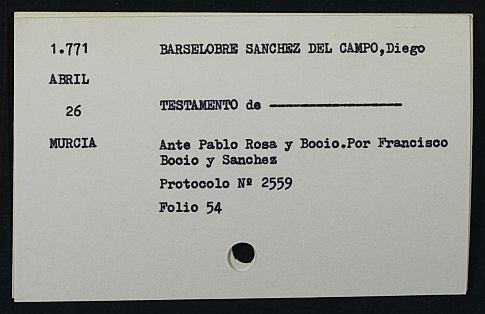 1.771 BARSELOBRE SANCHEZ DEL CAMPO,Diego
ABRIL
26 TESTAMENTO de --------------------
MURCIA Ante Pablo Rosa y Bocio.Por Francisco
Bocio y Sanchez
Protocolo Nº 2559
Folio 54